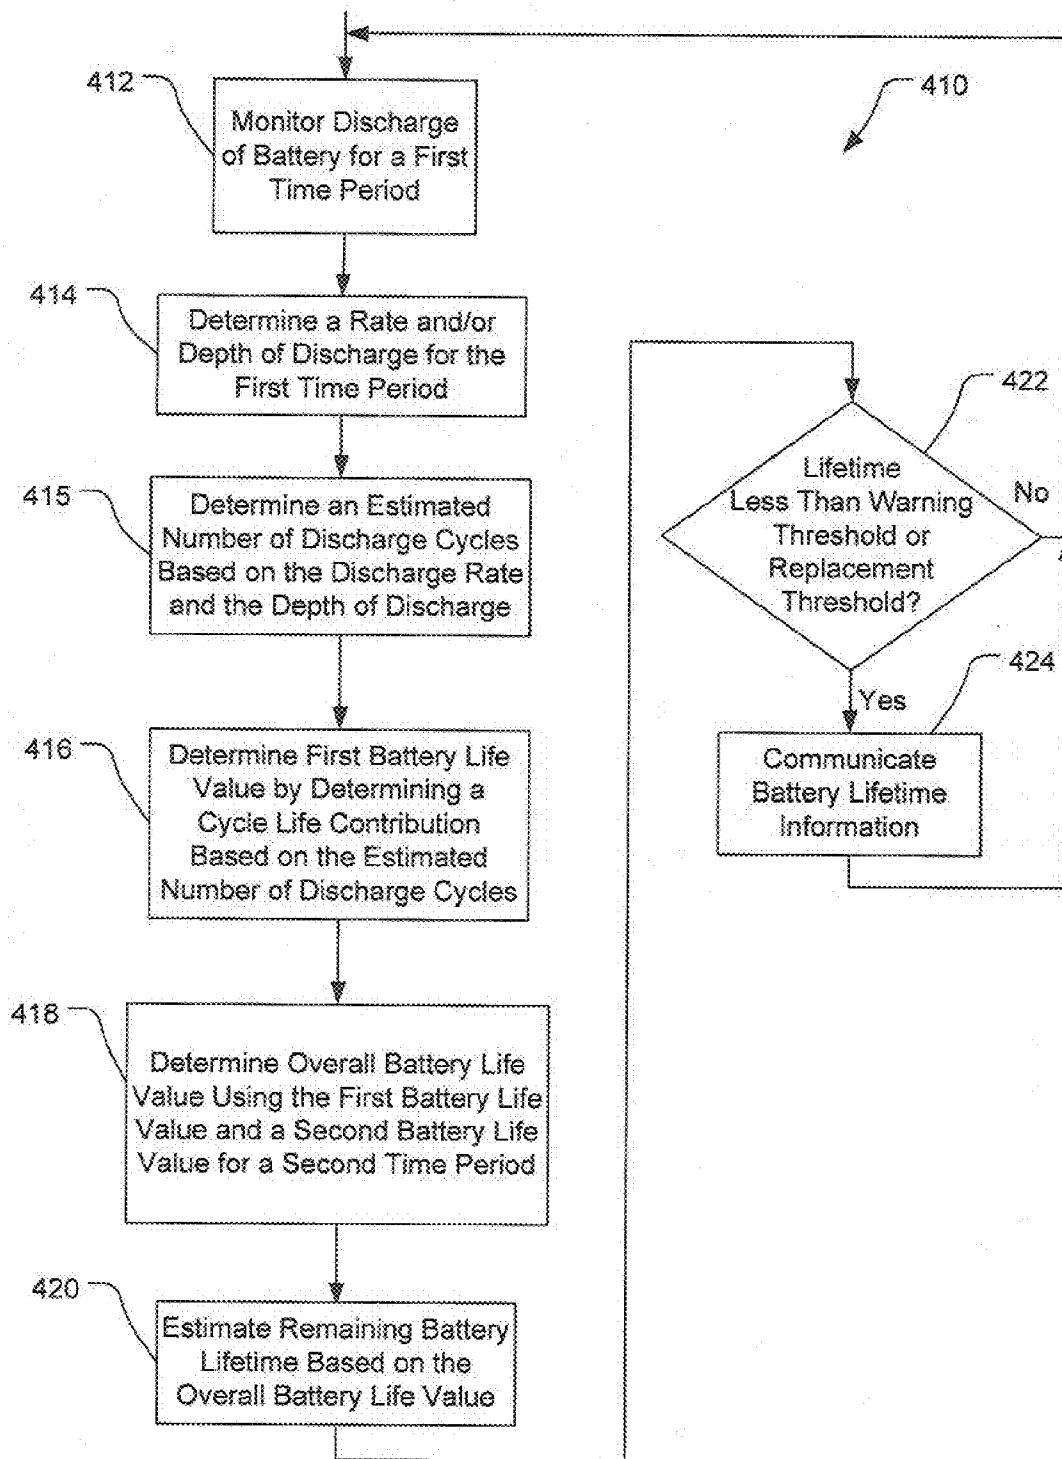 412
Monitor Discharge
of Battery for a First
Time Period
410
414
Determine a Rate and/or
Depth of Discharge for the
First Time Period
415
Determine an Estimated
Number of Discharge Cycles
Based on the Discharge Rate
and the Depth of Discharge
416
Determine First Battery Life
Value by Determining a
Cycle Life Contribution
Based on the Estimated
Number of Discharge Cycles
418
Determine Overall Battery Life
Value Using the First Battery Life
Value and a Second Battery Life
Value for a Second Time Period
420
Estimate Remaining Battery
Lifetime Based on the
Overall Battery Life Value
422
Lifetime
Less Than Warning
Threshold or
Replacement
Threshold?
No
Yes
424
Communicate
Battery Lifetime
Information